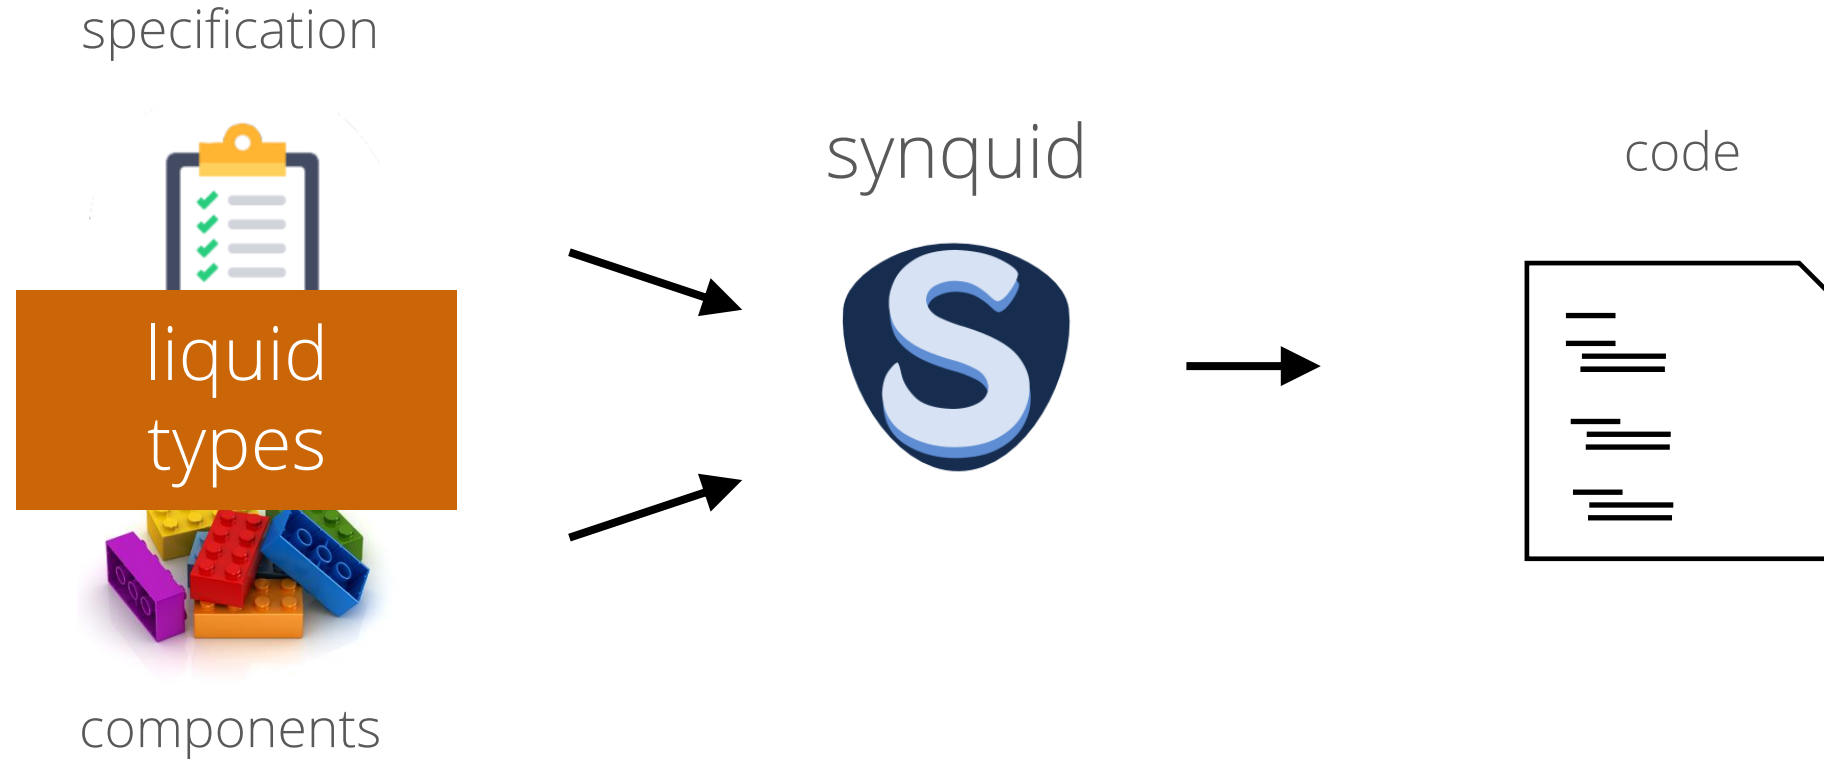 specification
liquid
types
components
synquid
S
code